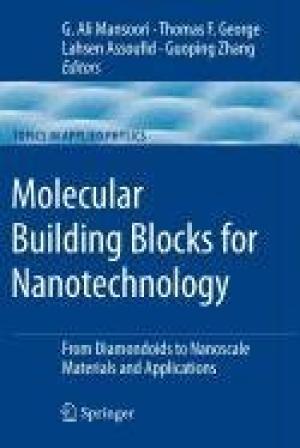 G. Ali Mansoori · Thomas F. George
Lahsen Assoufid · Guoping Zhang
Editors
TOPICS IN APPLIED PHYSICS
Molecular
Building Blocks for
Nanotechnology
From Diamondoids to Nanoscale
Materials and Applications
Springer